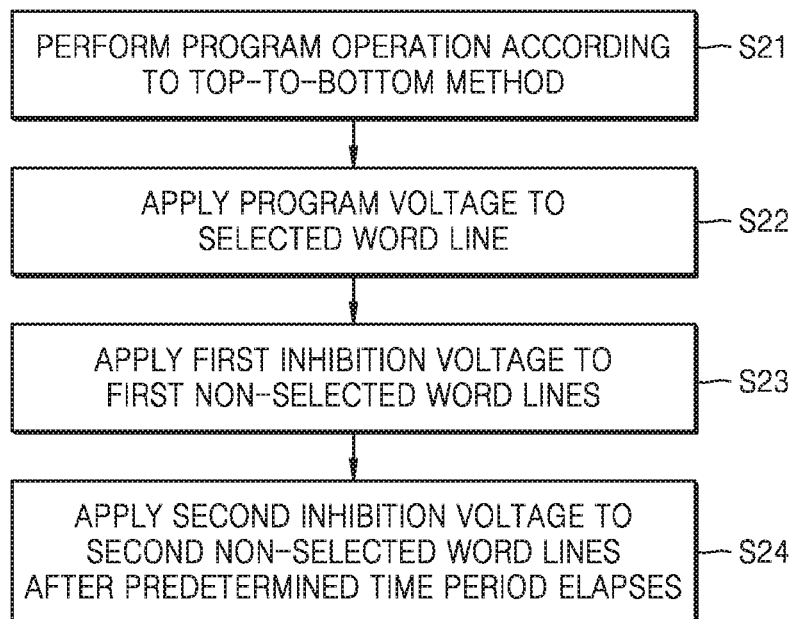 PERFORM PROGRAM OPERATION ACCORDING
TO TOP-TO-BOTTOM METHOD
S21
APPLY PROGRAM VOLTAGE TO
SELECTED WORD LINE
S22
APPLY FIRST INHIBITION VOLTAGE TO
FIRST NON-SELECTED WORD LINES
S23
APPLY SECOND INHIBITION VOLTAGE TO
SECOND NON-SELECTED WORD LINES
AFTER PREDETERMINED TIME PERIOD ELAPSES
S24